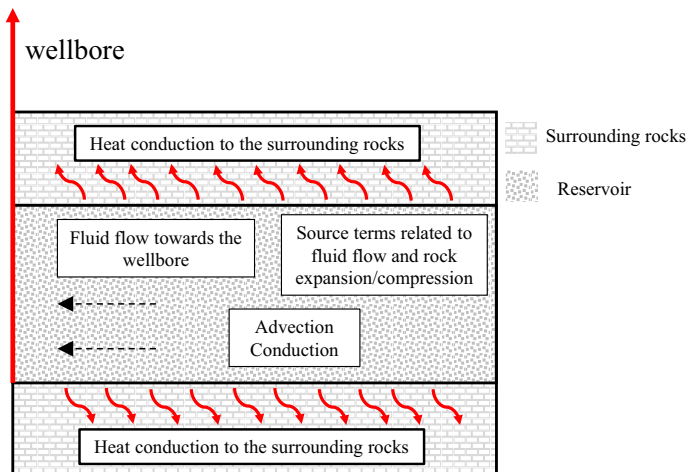 wellbore
Heat conduction to the surrounding rocks
Surrounding rocks
Reservoir
Fluid flow towards the
wellbore
Source terms related to
fluid flow and rock
expansion/compression
Advection
Conduction
Heat conduction to the surrounding rocks